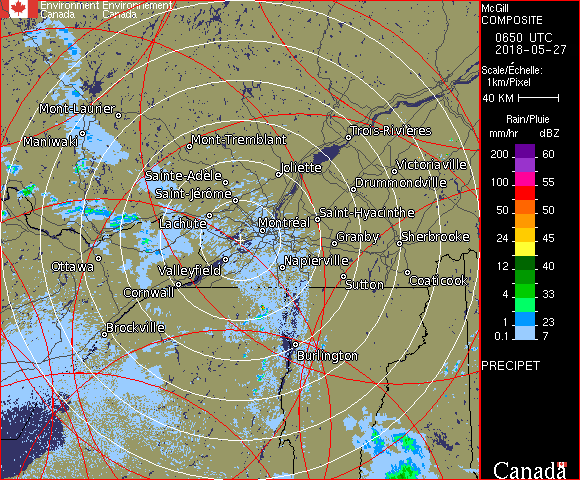 Environment Environnement
Canada Canada
Mont-Laurier
Maniwaki
Mont-Tremblant
Trois-Rivières
Sainte-Adèle
Joliette
Victoriaville
Saint-Jérôme
Drummondville
Lachute
Montréal
Saint-Hyacinthe
Granby
Sherbrooke
Ottawa
Valleyfield
Napierville
Cornwall
Sutton
Coaticook
Brockville
Burlington
McGill
COMPOSITE
0650 UTC
2018-05-27
Scale/Échelle:
1km/Pixel
40 KM
Rain/Pluie
mm/hr dBZ
200 60
100 55
50 50
24 45
12 40
4 33
1 23
0.1 7
PRECIPET
Canada